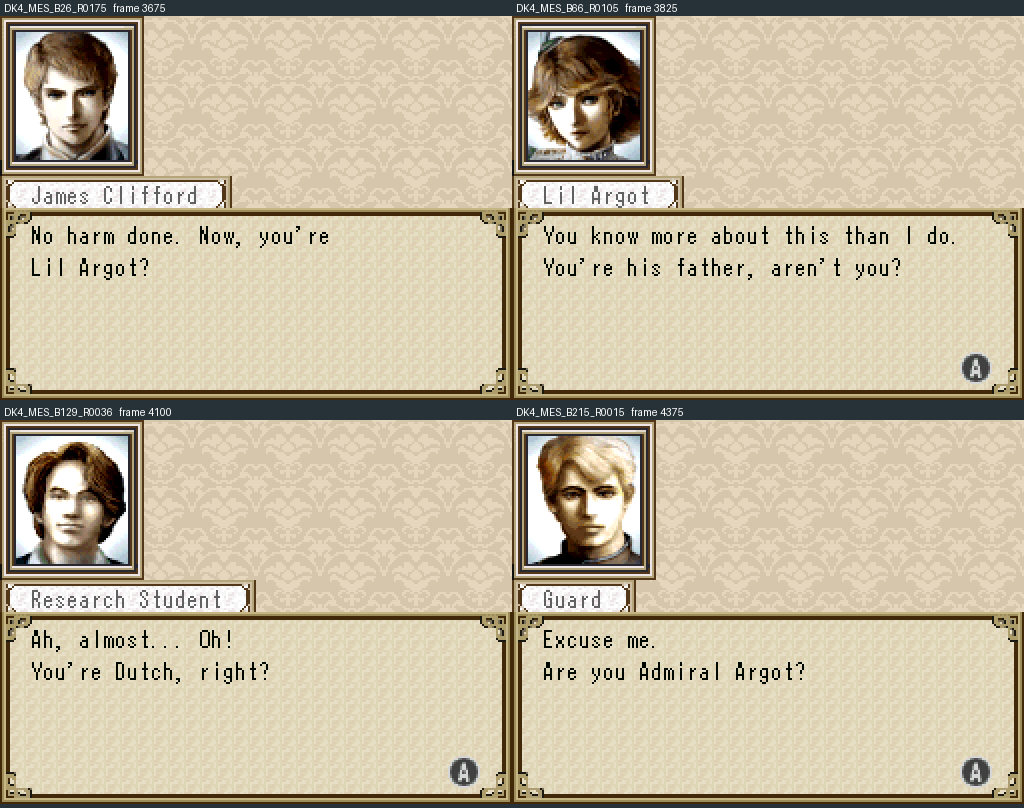 DK4_MES_B26_R0175 frame 3675
James Clifford
No harm done. Now, you're
Lil Argot?
DK4_MES_B66_R0105 frame 3825
Lil Argot
You know more about this than I do.
You're his father, aren't you?
A
DK4_MES_B129_R0036 frame 4100
Research Student
Ah, almost... Oh!
You're Dutch, right?
A
DK4_MES_B215_R0015 frame 4375
Guard
Excuse me.
Are you Admiral Argot?
A